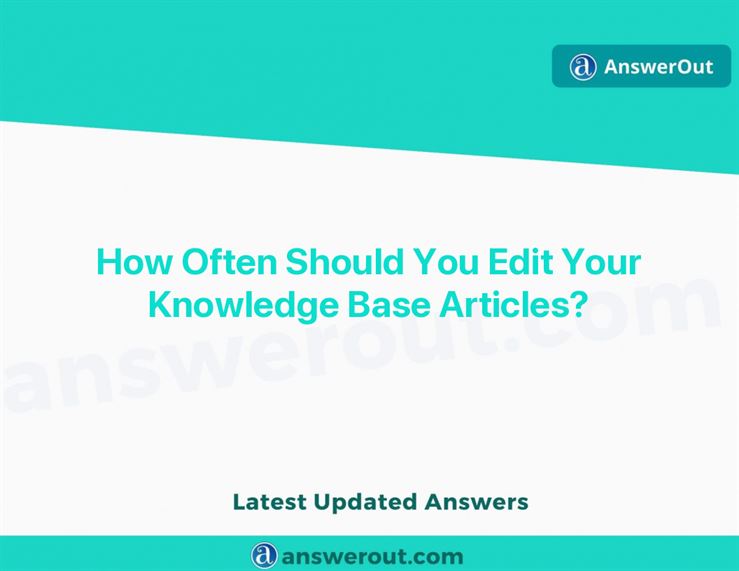 AnswerOut
How Often Should You Edit Your
Knowledge Base Articles?
answerout.com
Latest Updated Answers
answerout.com